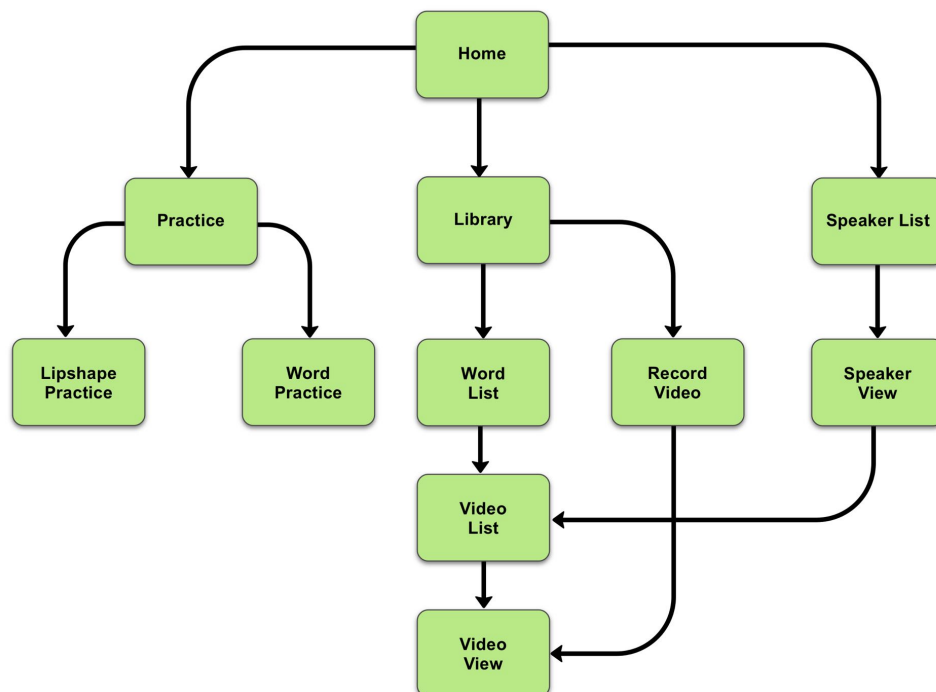 Home
Practice
Library
Speaker List
Lipshape
Practice
Word
Practice
Word
List
Record
Video
Speaker
View
Video
List
Video
View